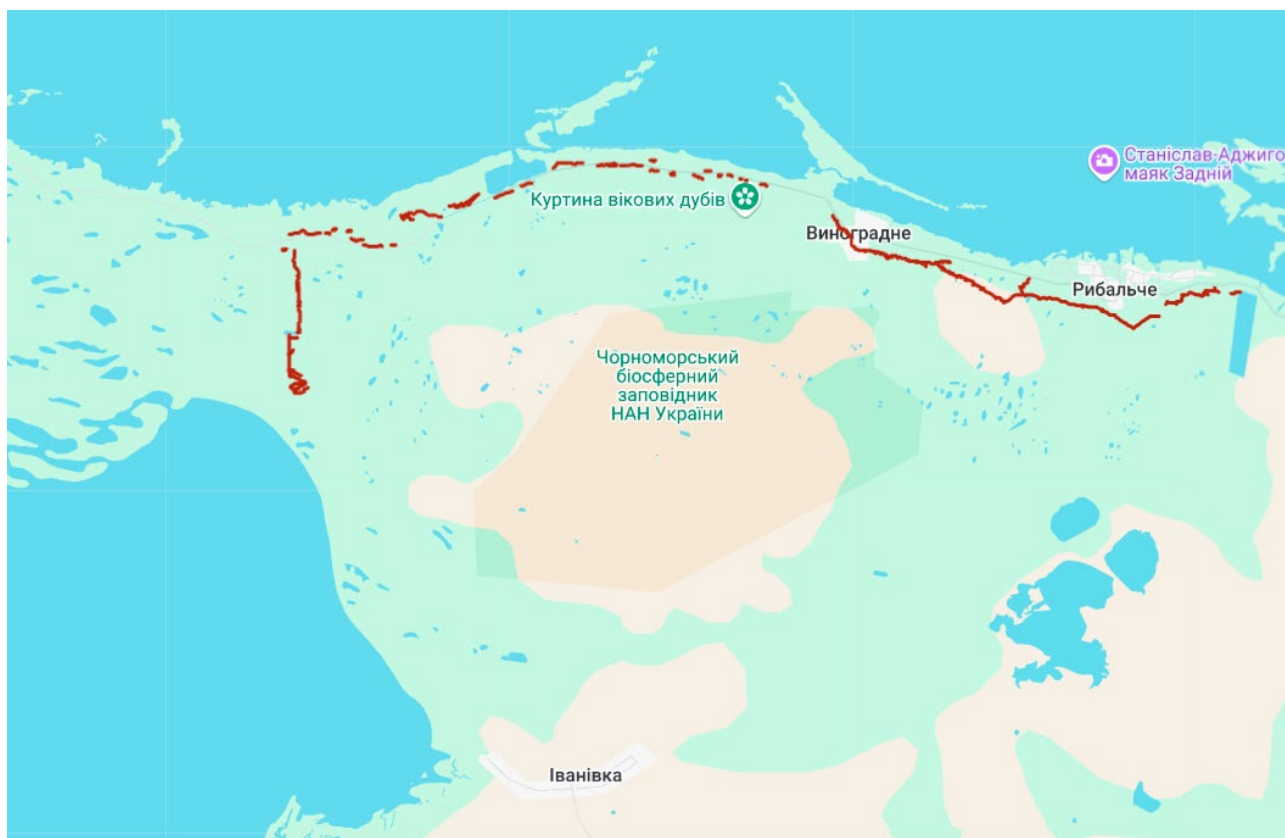 Станіслав-Аджиго
маяк Задній
Куртина вікових дубів
Виноградне
Рибальче
Чорноморський
біосферний
заповідник
НАН України
Іванівка